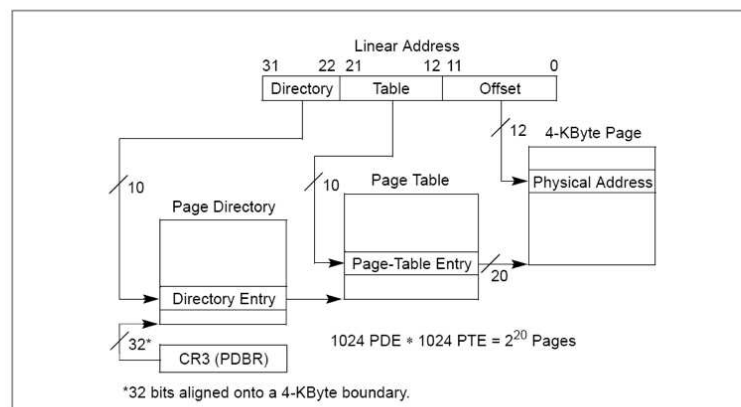 Linear Address
31 22 21 12 11 0
Directory Table Offset
12 4-KByte Page
10 10 Page Table Physical Address
Page Directory
Page-Table Entry
20
Directory Entry
32* 1024 PDE * 1024 PTE = 2²⁰ Pages
CR3 (PDBR)
*32 bits aligned onto a 4-KByte boundary.